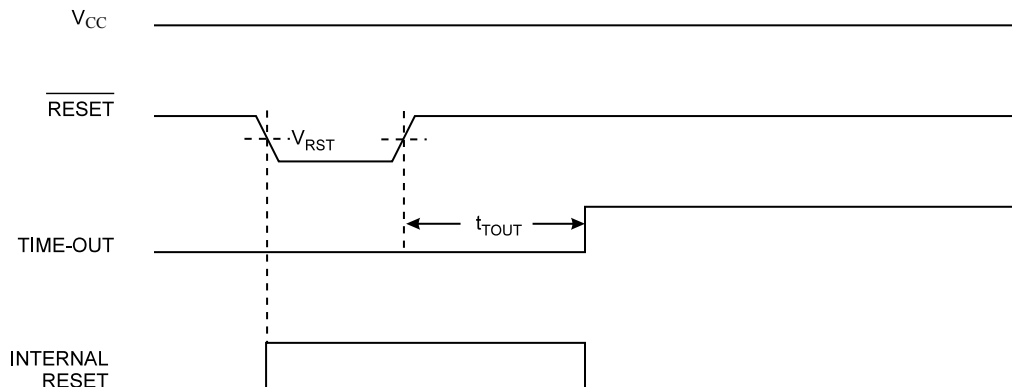 VCC
RESET
VRST
tTOUT
TIME-OUT
INTERNAL
RESET